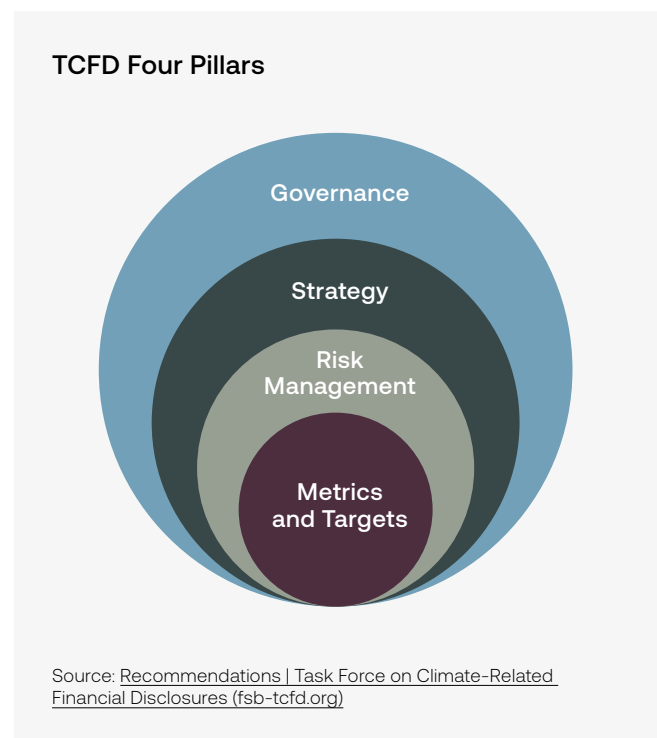 TCFD Four Pillars
Governance
Strategy
Risk
Management
Metrics
and Targets
Source: Recommendations | Task Force on Climate-Related
Financial Disclosures (fsb-tcfd.org)